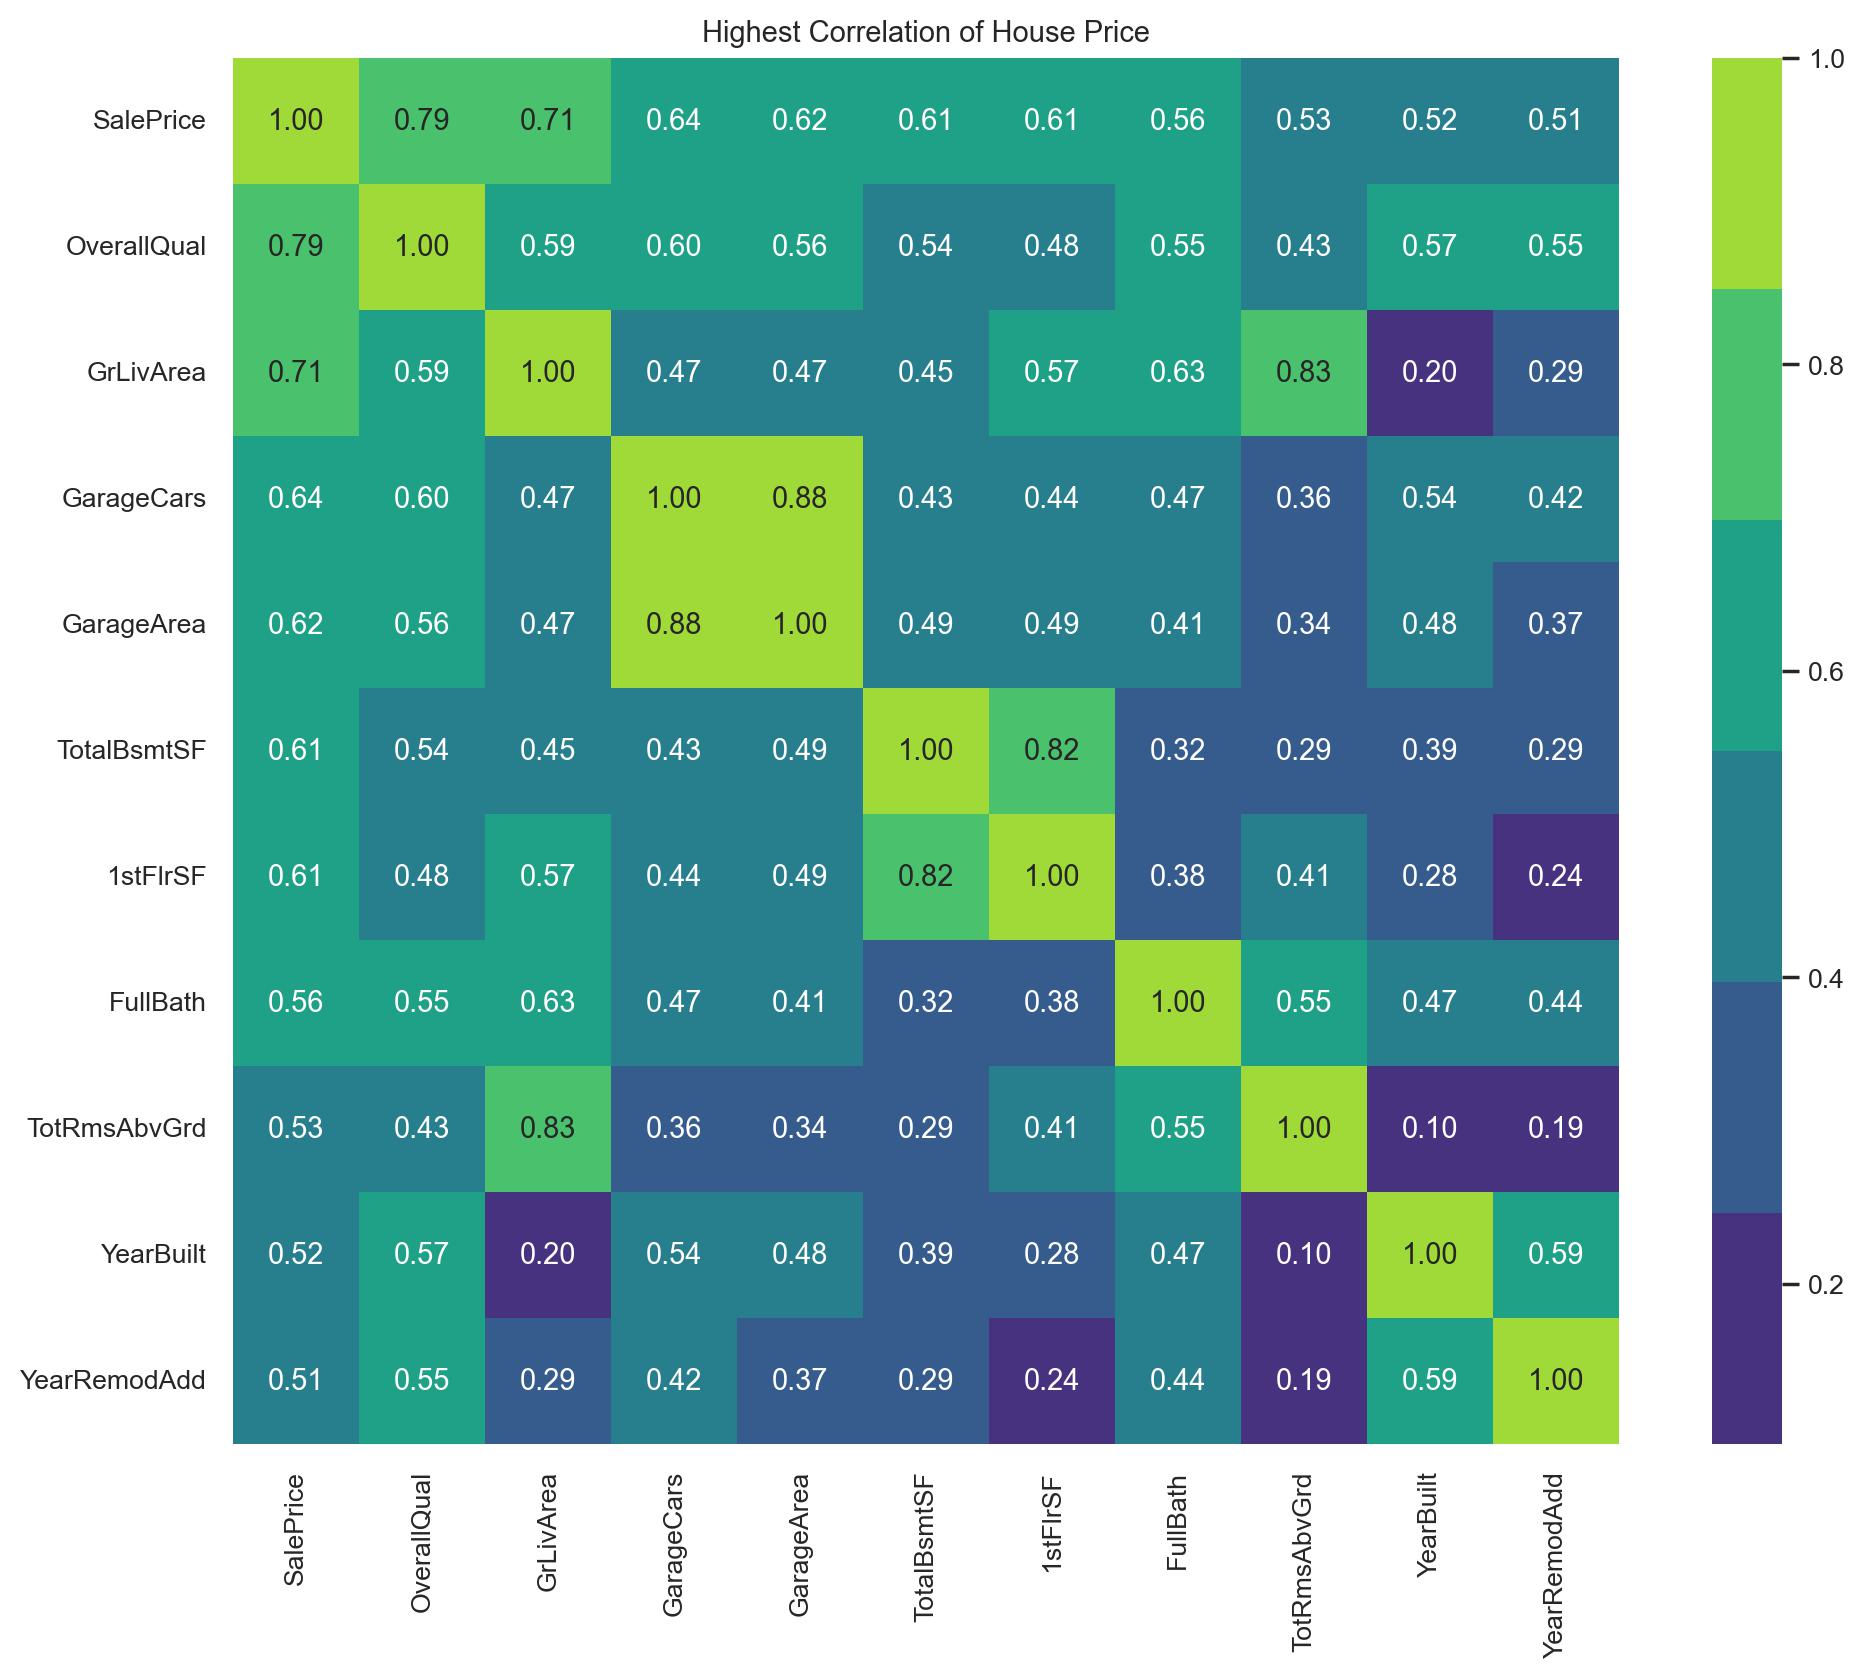 Highest Correlation of House Price
SalePrice 1.00 0.79 0.71 0.64 0.62 0.61 0.61 0.56 0.53 0.52 0.51
OverallQual 0.79 1.00 0.59 0.60 0.56 0.54 0.48 0.55 0.43 0.57 0.55
GrLivArea 0.71 0.59 1.00 0.47 0.47 0.45 0.57 0.63 0.83 0.20 0.29
GarageCars 0.64 0.60 0.47 1.00 0.88 0.43 0.44 0.47 0.36 0.54 0.42
GarageArea 0.62 0.56 0.47 0.88 1.00 0.49 0.49 0.41 0.34 0.48 0.37
TotalBsmtSF 0.61 0.54 0.45 0.43 0.49 1.00 0.82 0.32 0.29 0.39 0.29
1stFlrSF 0.61 0.48 0.57 0.44 0.49 0.82 1.00 0.38 0.41 0.28 0.24
FullBath 0.56 0.55 0.63 0.47 0.41 0.32 0.38 1.00 0.55 0.47 0.44
TotRmsAbvGrd 0.53 0.43 0.83 0.36 0.34 0.29 0.41 0.55 1.00 0.10 0.19
YearBuilt 0.52 0.57 0.20 0.54 0.48 0.39 0.28 0.47 0.10 1.00 0.59
YearRemodAdd 0.51 0.55 0.29 0.42 0.37 0.29 0.24 0.44 0.19 0.59 1.00
SalePrice OverallQual GrLivArea GarageCars GarageArea TotalBsmtSF 1stFlrSF FullBath TotRmsAbvGrd YearBuilt YearRemodAdd
1.0
0.8
0.6
0.4
0.2